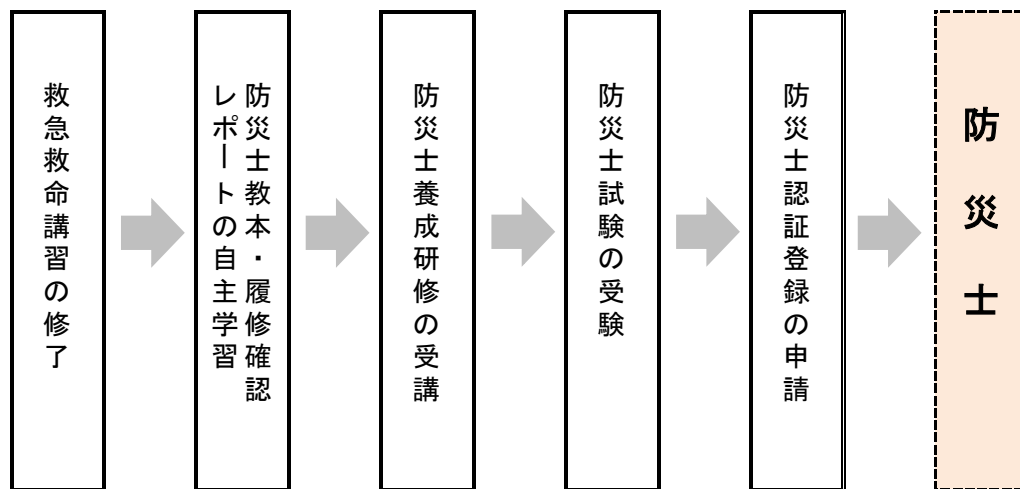 救急救命講習の修了
防災士教本・履修確認
レポートの自主学習
防災士養成研修の受講
防災士試験の受験
防災士認証登録の申請
防災士